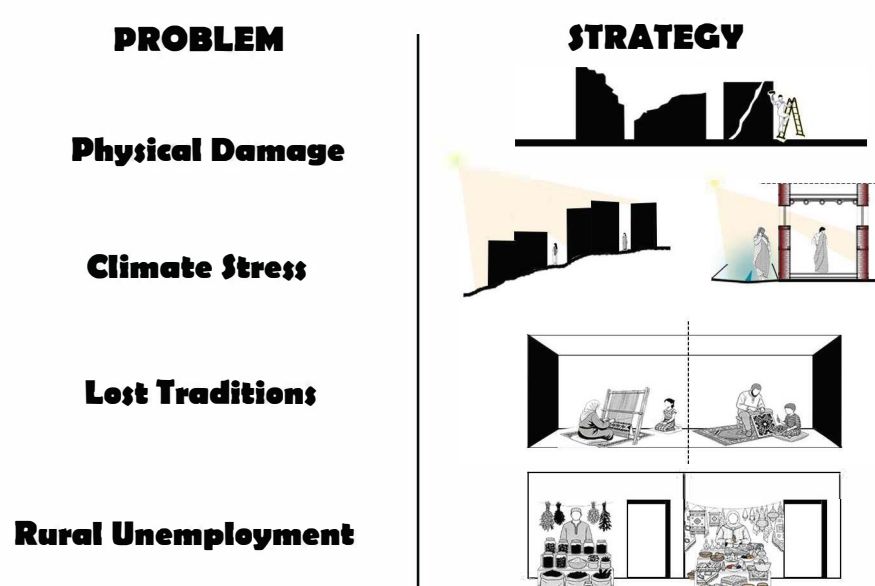 PROBLEM
STRATEGY
Physical Damage
Climate Stress
Lost Traditions
Rural Unemployment